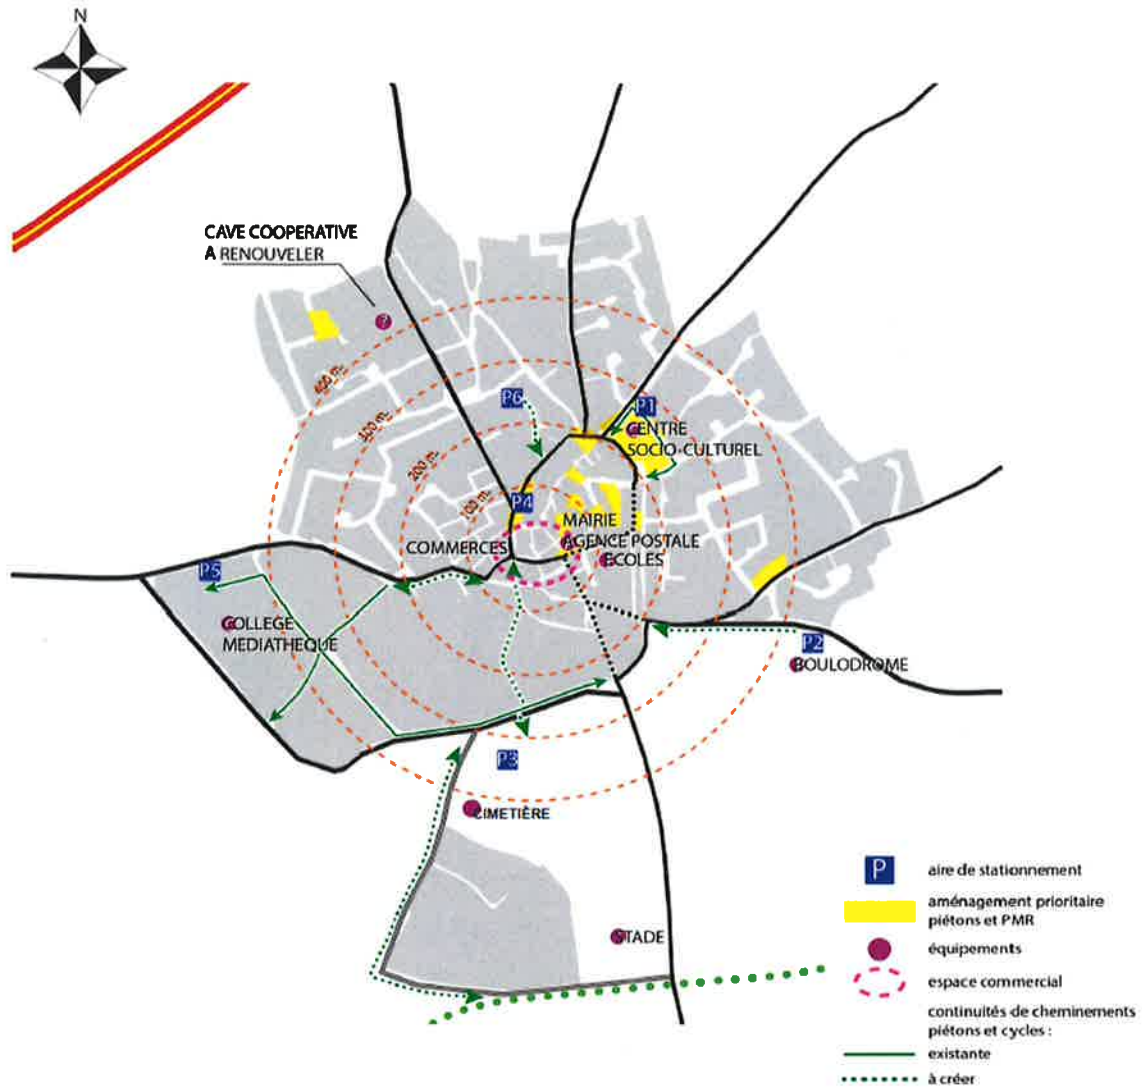 N
CAVE COOPERATIVE
A RENOUVELER
?
400 m.
300 m.
200 m.
100 m.
P6
P1
CENTRE
SOCIO-CULTUREL
P4
MAIRIE
AGENCE POSTALE
COMMERCES
ECOLES
P5
COLLEGE
MEDIATHEQUE
P2
BOULODROME
P3
CIMETIÈRE
STADE
P
aire de stationnement
aménagement prioritaire
piétons et PMR
équipements
espace commercial
continuités de cheminements
piétons et cycles :
existante
à créer